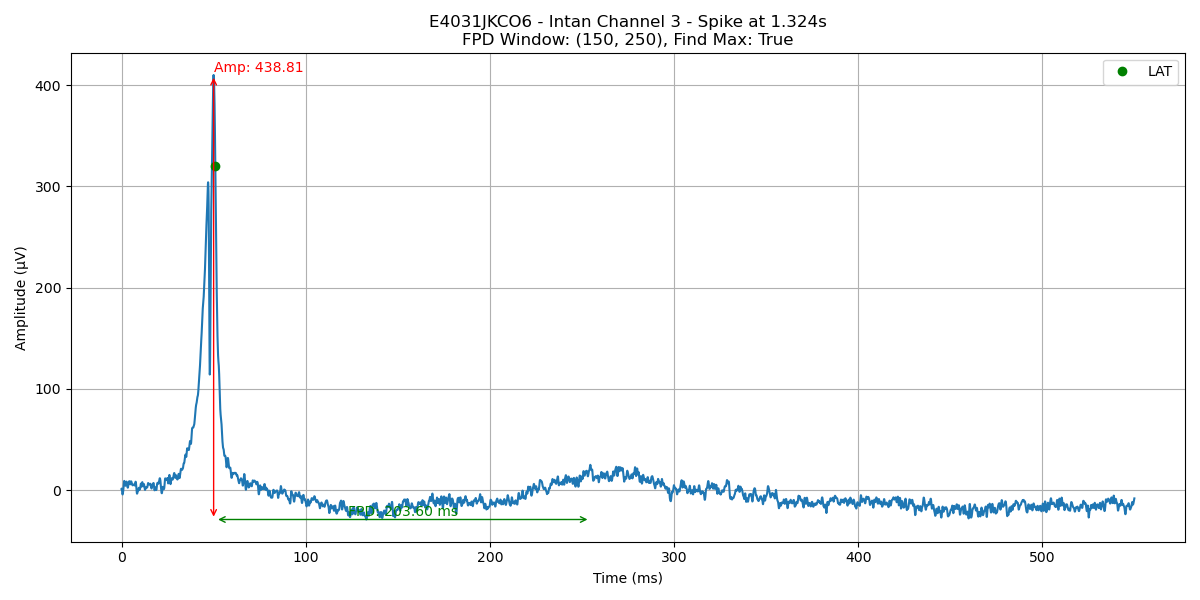 E4031JKCO6 - Intan Channel 3 - Spike at 1.324s
FPD Window: (150, 250), Find Max: True
Amp: 438.81
LAT
400
300
200
100
0
Amplitude (µV)
FPD: 203.60 ms
0
100
200
300
400
500
Time (ms)